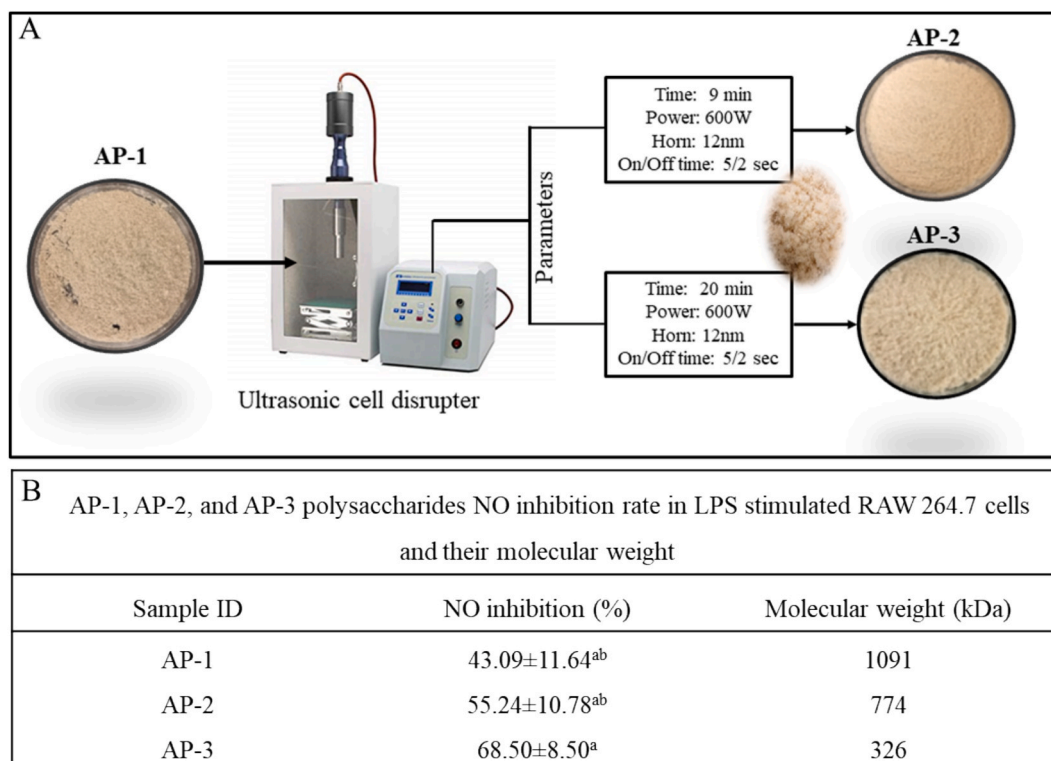 A
AP-1
Ultrasonic cell disrupter
Parameters
Time: 9 min
Power: 600W
Horn: 12nm
On/Off time: 5/2 sec
AP-2
Time: 20 min
Power: 600W
Horn: 12nm
On/Off time: 5/2 sec
AP-3
B
AP-1, AP-2, and AP-3 polysaccharides NO inhibition rate in LPS stimulated RAW 264.7 cells
and their molecular weight
Sample ID NO inhibition (%) Molecular weight (kDa)
AP-1 43.09±11.64ab 1091
AP-2 55.24±10.78ab 774
AP-3 68.50±8.50a 326